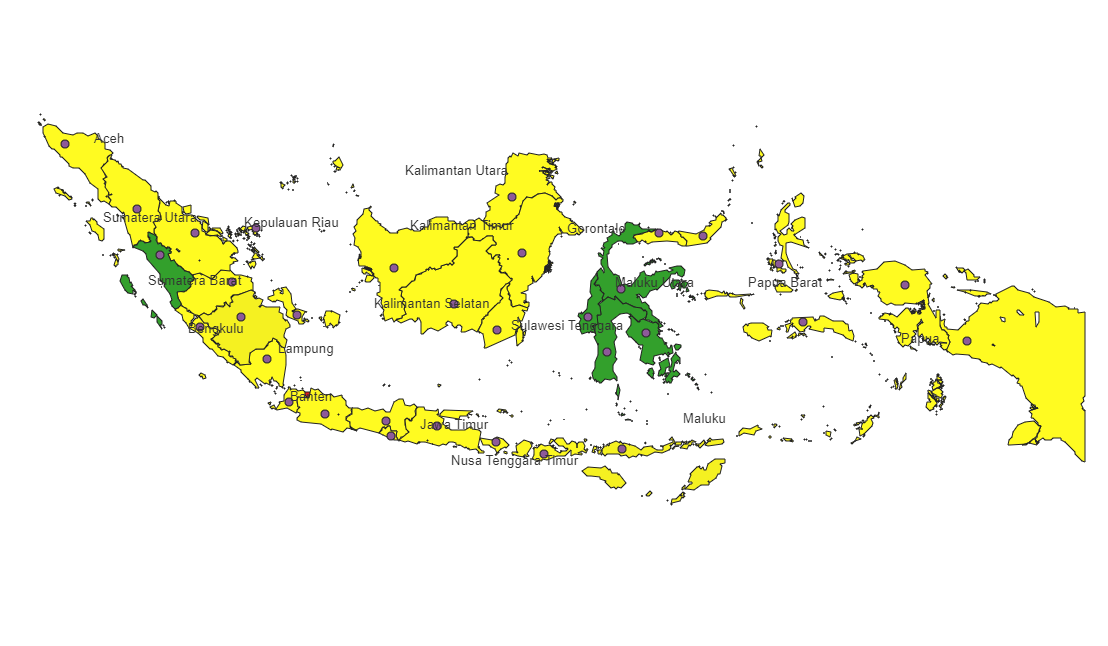 Aceh
Kalimantan Utara
Sumatera Utara
Kepulauan Riau
Kalimantan Timur
Gorontalo
Sumatera Barat
Maluku Utara
Papua Barat
Kalimantan Selatan
Bengkulu
Sulawesi Tenggara
Papua
Lampung
Banten
Jawa Timur
Maluku
Nusa Tenggara Timur